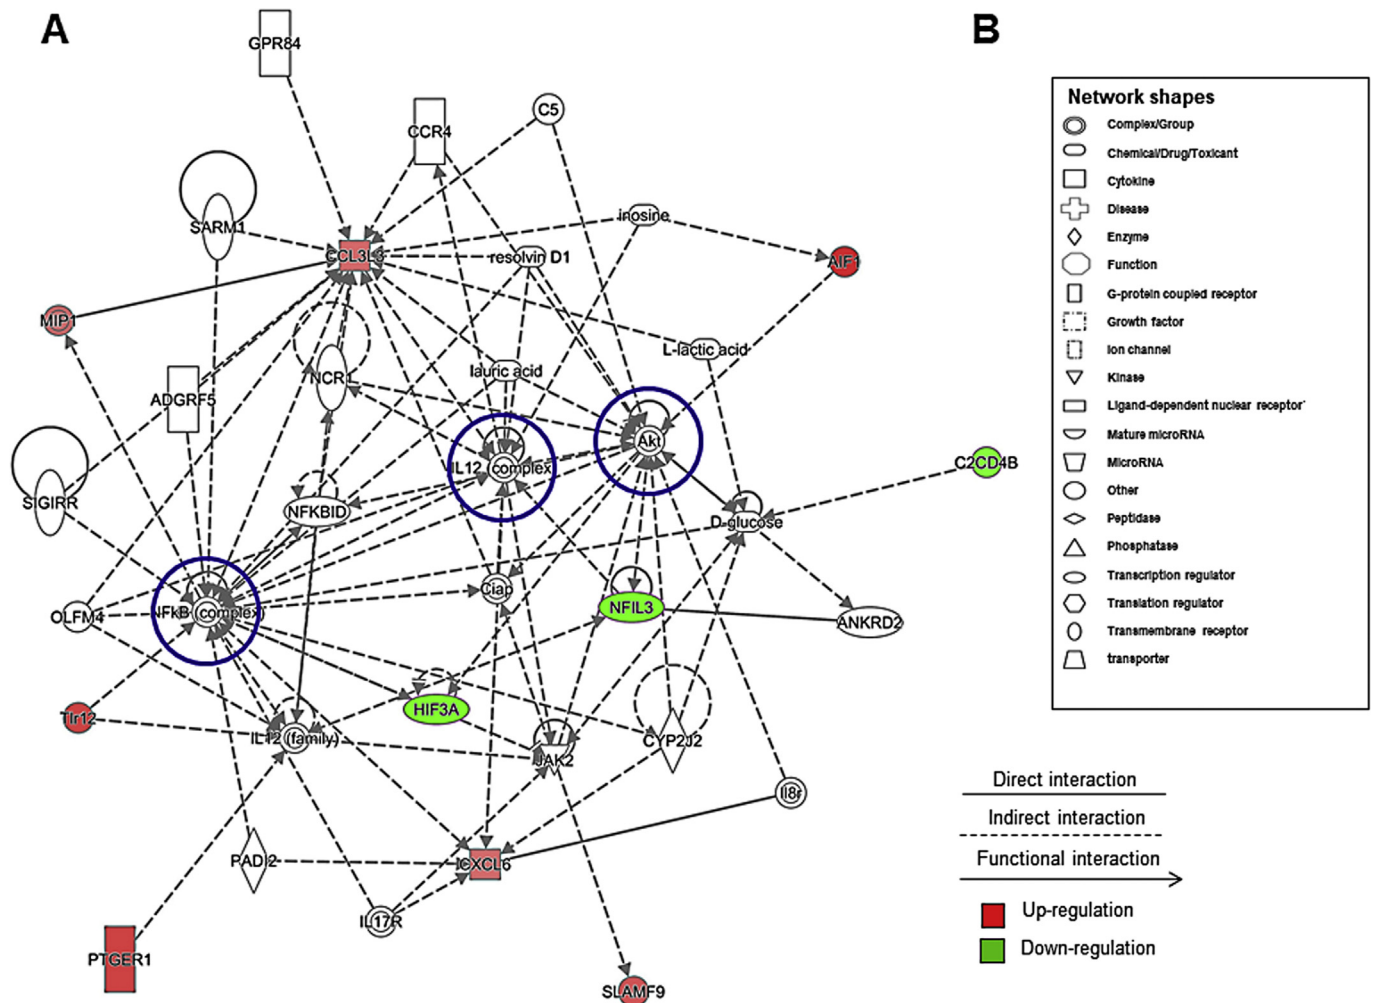 A
B
GPR84
CCR4
C5
SARM1
inosine
CCL3L3
resolvin D1
AIF1
MIP1
L-lactic acid
lauric acid
NCR1
ADGRF5
Akt
IL12 (complex)
C2CD4B
SIGIRR
NFKBID
D-glucose
Ciap
NFkB (complex)
NFIL3
OLFM4
ANKRD2
HIF3A
Tlr12
IL12 (family)
CYP2J2
JAK2
Il8r
PADI2
CXCL6
IL17R
PTGER1
SLAMF9
Network shapes
Complex/Group
Chemical/Drug/Toxicant
Cytokine
Disease
Enzyme
Function
G-protein coupled receptor
Growth factor
Ion channel
Kinase
Ligand-dependent nuclear receptor`
Mature microRNA
MicroRNA
Other
Peptidase
Phosphatase
Transcription regulator
Translation regulator
Transmembrane receptor
transporter
Direct interaction
Indirect interaction
Functional interaction
Up-regulation
Down-regulation